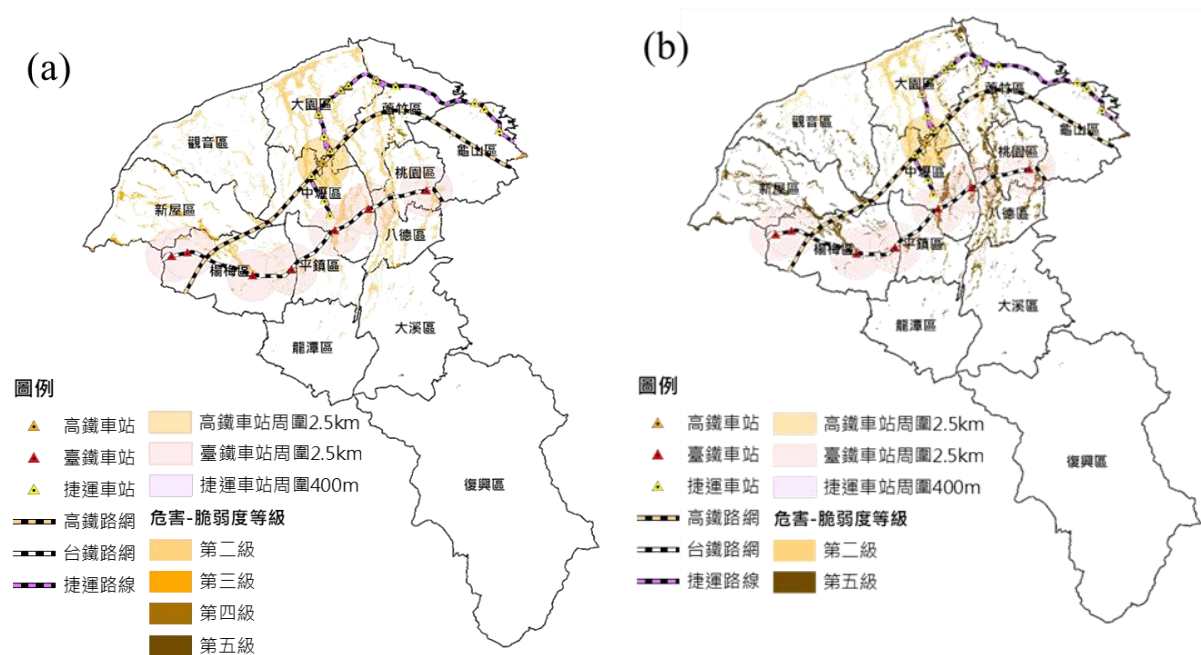 (a)
大園區
蘆竹區
觀音區
龜山區
桃園區
中壢區
新屋區
八德區
平鎮區
楊梅區
大溪區
龍潭區
復興區
圖例
高鐵車站
高鐵車站周圍2.5km
臺鐵車站
臺鐵車站周圍2.5km
捷運車站
捷運車站周圍400m
高鐵路網
危害-脆弱度等級
台鐵路網
第二級
捷運路線
第三級
第四級
第五級
(b)
大園區
蘆竹區
觀音區
龜山區
桃園區
中壢區
新屋區
八德區
平鎮區
楊梅區
大溪區
龍潭區
復興區
圖例
高鐵車站
高鐵車站周圍2.5km
臺鐵車站
臺鐵車站周圍2.5km
捷運車站
捷運車站周圍400m
高鐵路網
危害-脆弱度等級
台鐵路網
第二級
捷運路線
第五級